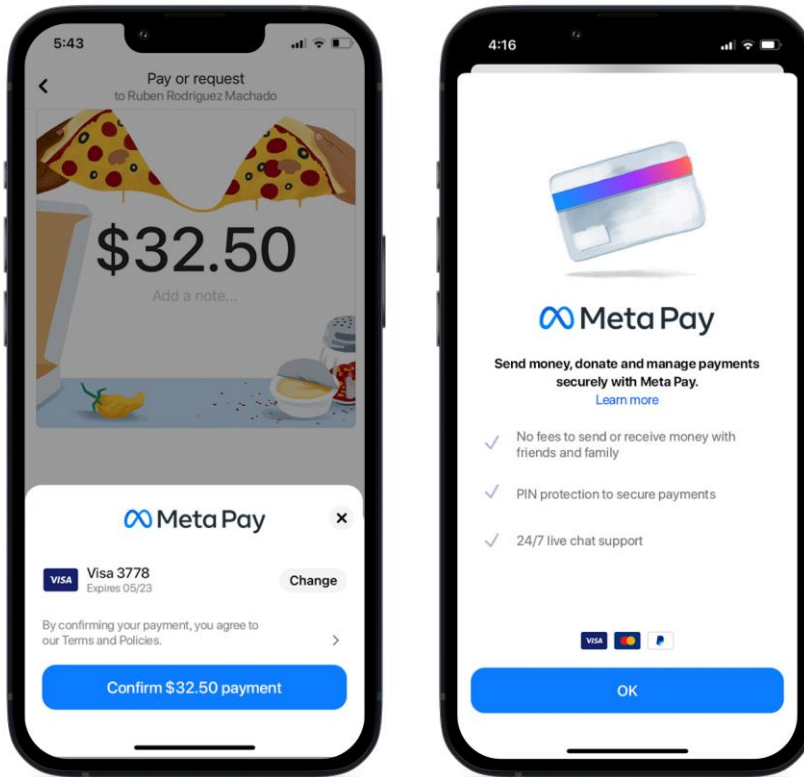 5:43
Pay or request
to Ruben Rodriguez Machado
$32.50
Add a note...
Meta Pay
VISA
Visa 3778
Expires 05/23
Change
By confirming your payment, you agree to
our Terms and Policies.
Confirm $32.50 payment
4:16
Meta Pay
Send money, donate and manage payments
securely with Meta Pay.
Learn more
No fees to send or receive money with
friends and family
PIN protection to secure payments
24/7 live chat support
VISA
OK